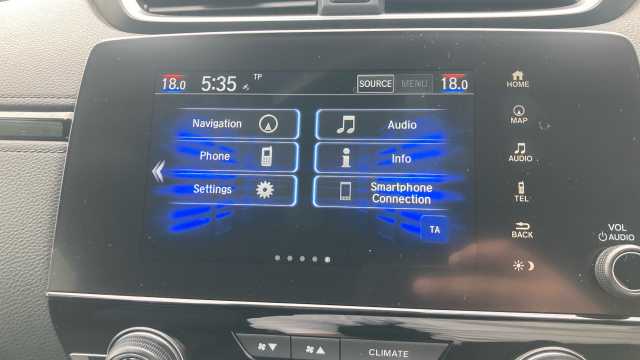 18.0 5:35 TP SOURCE MENU 18.0
Navigation
Audio
Phone
Info
Settings
Smartphone
Connection
TA
HOME
MAP
AUDIO
TEL
BACK
VOL
AUDIO
CLIMATE